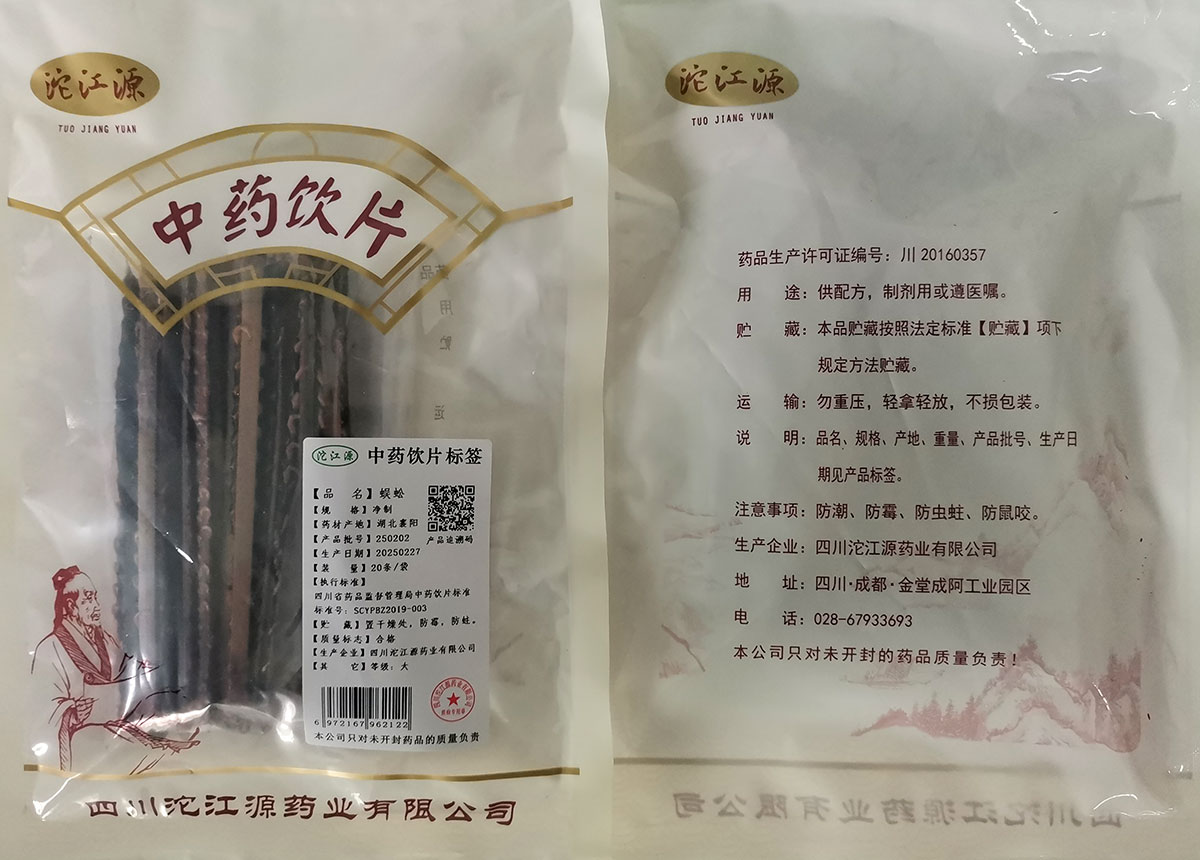 沱江源
TUO JIANG YUAN
中药饮片
沱江源 中药饮片标签
【品 名】蜈蚣
【规 格】净制
【药材产地】湖北襄阳
【产品批号】250202
【生产日期】20250227
【装 量】20条/袋
【执行标准】
四川省药品监督管理局中药饮片标准
标准号：SCYPBZ2019-003
【贮 藏】置干燥处，防霉，防蛀。
【质量标志】合格
【生产企业】四川沱江源药业有限公司
【其 它】等级：大
产品追溯码
6 972167 962122
本公司只对未开封药品的质量负责
四川沱江源药业有限公司
沱江源
TUO JIANG YUAN
药品生产许可证编号：川 20160357
用 途：供配方，制剂用或遵医嘱。
贮 藏：本品贮藏按照法定标准【贮藏】项下
规定方法贮藏。
运 输：勿重压，轻拿轻放，不损包装。
说 明：品名、规格、产地、重量、产品批号、生产日
期见产品标签。
注意事项：防潮、防霉、防虫蛀、防鼠咬。
生产企业：四川沱江源药业有限公司
地 址：四川·成都·金堂成阿工业园区
电 话：028-67933693
本公司只对未开封的药品质量负责！